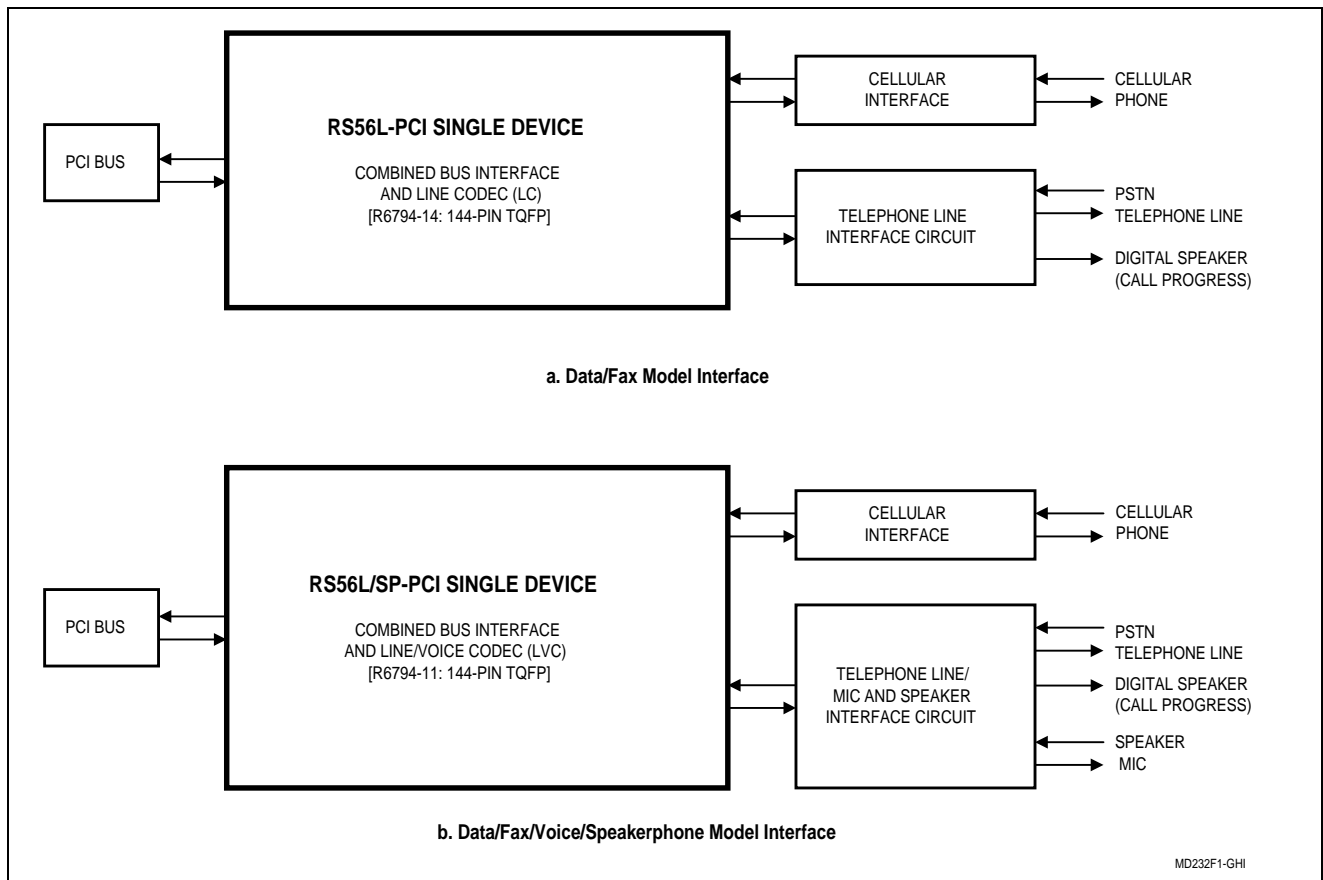 RS56L-PCI SINGLE DEVICE
COMBINED BUS INTERFACE
AND LINE CODEC (LC)
[R6794-14: 144-PIN TQFP]
PCI BUS
CELLULAR
INTERFACE
CELLULAR
PHONE
TELEPHONE LINE
INTERFACE CIRCUIT
PSTN
TELEPHONE LINE
DIGITAL SPEAKER
(CALL PROGRESS)
a. Data/Fax Model Interface
RS56L/SP-PCI SINGLE DEVICE
COMBINED BUS INTERFACE
AND LINE/VOICE CODEC (LVC)
[R6794-11: 144-PIN TQFP]
PCI BUS
CELLULAR
INTERFACE
CELLULAR
PHONE
TELEPHONE LINE/
MIC AND SPEAKER
INTERFACE CIRCUIT
PSTN
TELEPHONE LINE
DIGITAL SPEAKER
(CALL PROGRESS)
SPEAKER
MIC
b. Data/Fax/Voice/Speakerphone Model Interface
MD232F1-GHI